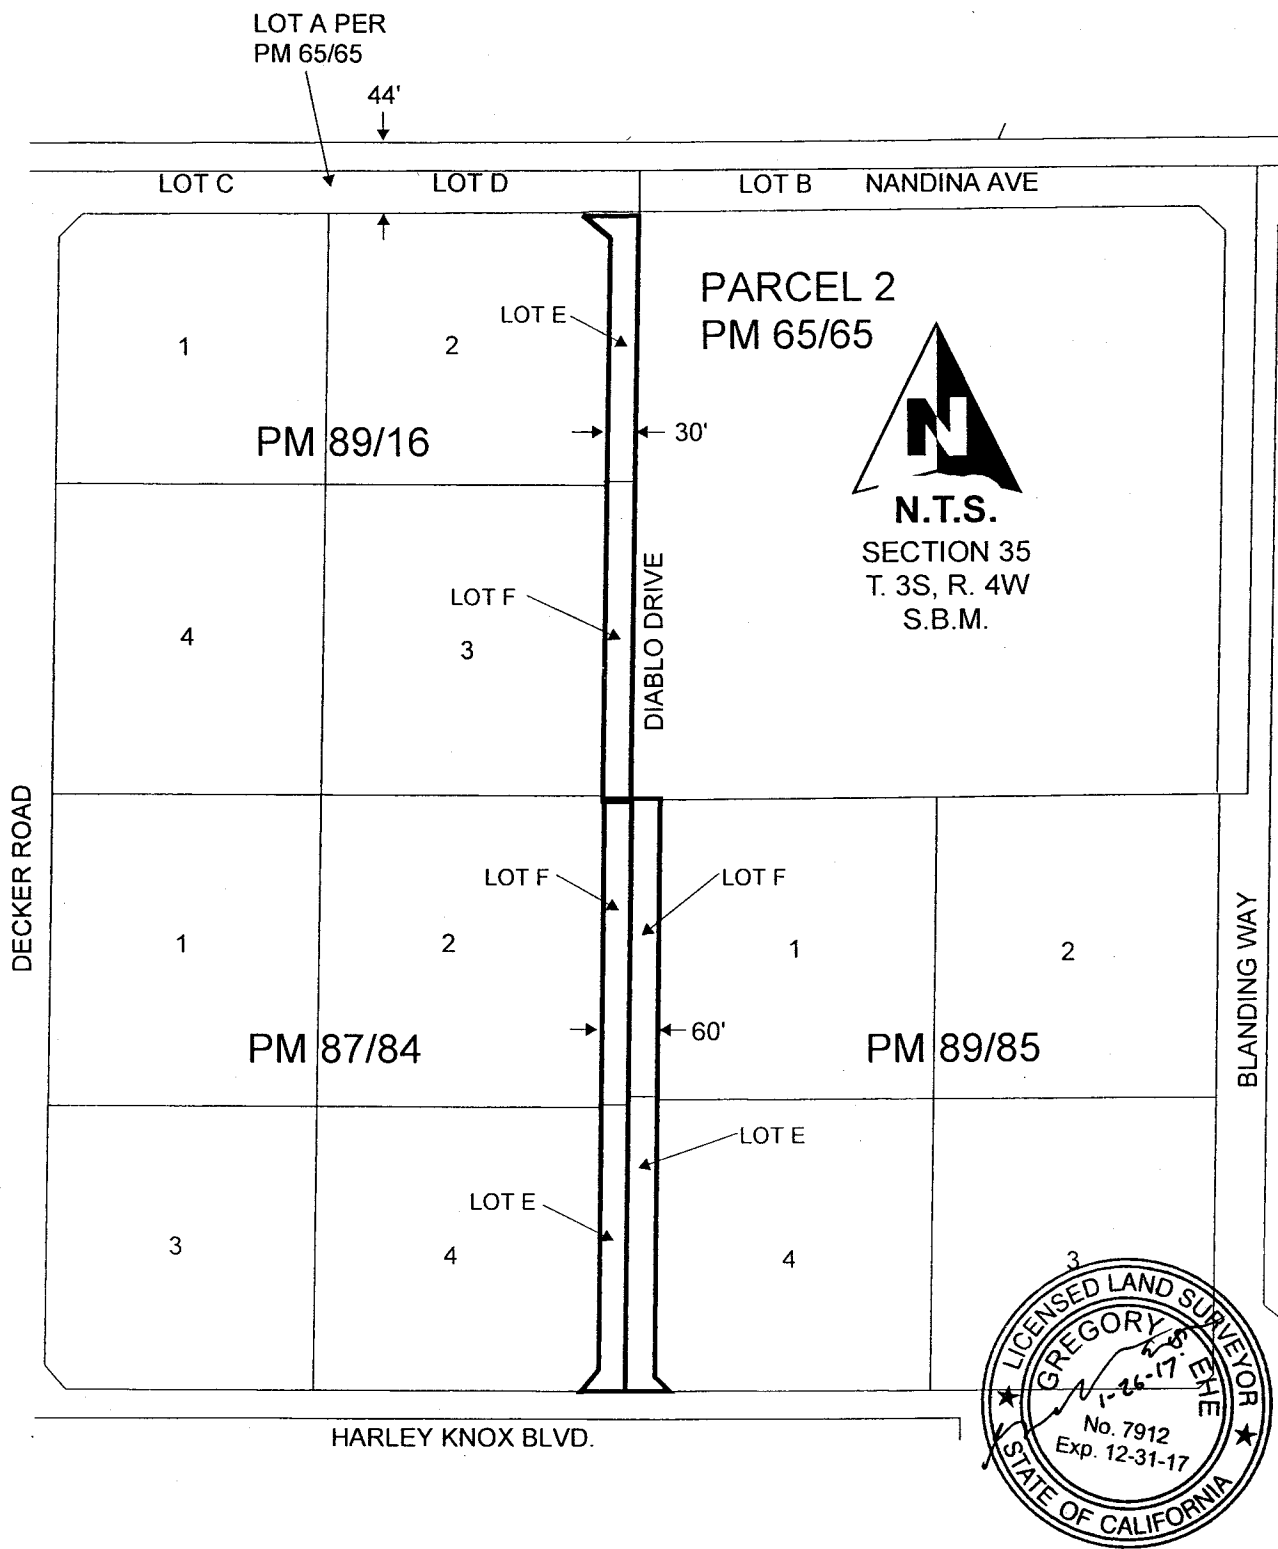 LOT A PER
PM 65/65
44'
LOT C
LOT D
LOT B
NANDINA AVE
PARCEL 2
PM 65/65
LOT E
1
2
PM 89/16
30'
N
N.T.S.
SECTION 35
T. 3S, R. 4W
S.B.M.
LOT F
DIABLO DRIVE
4
3
DECKER ROAD
LOT F
LOT F
1
2
1
2
BLANDING WAY
60'
PM 87/84
PM 89/85
LOT E
LOT E
3
4
4
3
LICENSED LAND SURVEYOR
GREGORY S. EHE
1-26-17
No. 7912
Exp. 12-31-17
STATE OF CALIFORNIA
HARLEY KNOX BLVD.